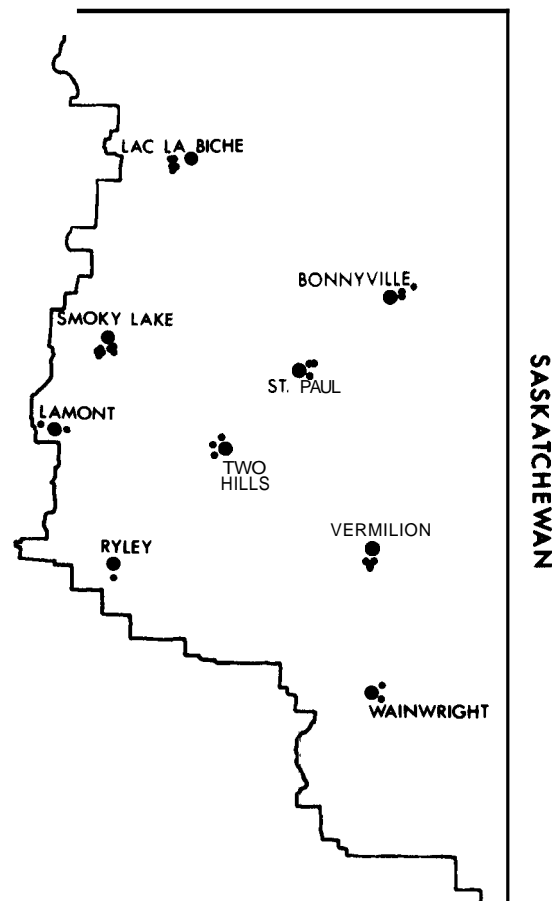 LAC LA BICHE
BONNYVILLE
SMOKY LAKE
ST. PAUL
SASKATCHEWAN
LAMONT
TWO
HILLS
VERMILION
RYLEY
WAINWRIGHT